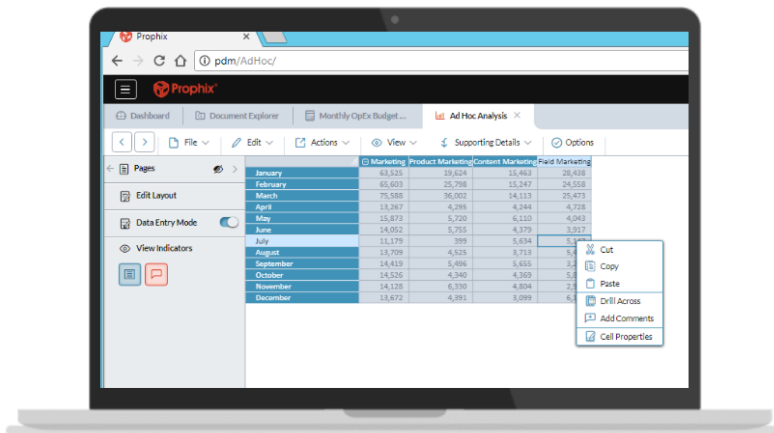 Prophix
pdm/AdHoc/
Prophix
Dashboard Document Explorer Monthly OpEx Budget ... Ad Hoc Analysis
File Edit Actions View Supporting Details Options
Pages
Edit Layout
Data Entry Mode
View Indicators
Marketing Product Marketing Content Marketing Field Marketing
January 63,525 19,624 15,463 28,438
February 65,603 25,798 15,247 24,558
March 75,588 36,002 14,113 25,473
April 13,267 4,295 4,244 4,728
May 15,873 5,720 6,110 4,043
June 14,052 5,755 4,379 3,917
July 11,179 399 5,634
August 13,709 4,525 3,713
September 14,419 5,496 5,655
October 14,526 4,340 4,369
November 14,128 6,330 4,804
December 13,672 4,391 3,099
Cut
Copy
Paste
Drill Across
Add Comments
Cell Properties